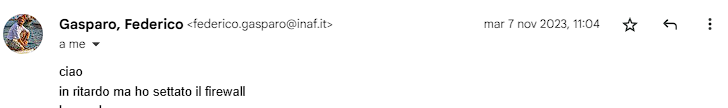 Gasparo, Federico <federico.gasparo@inaf.it> mar 7 nov 2023, 11:04
a me
ciao
in ritardo ma ho settato il firewall